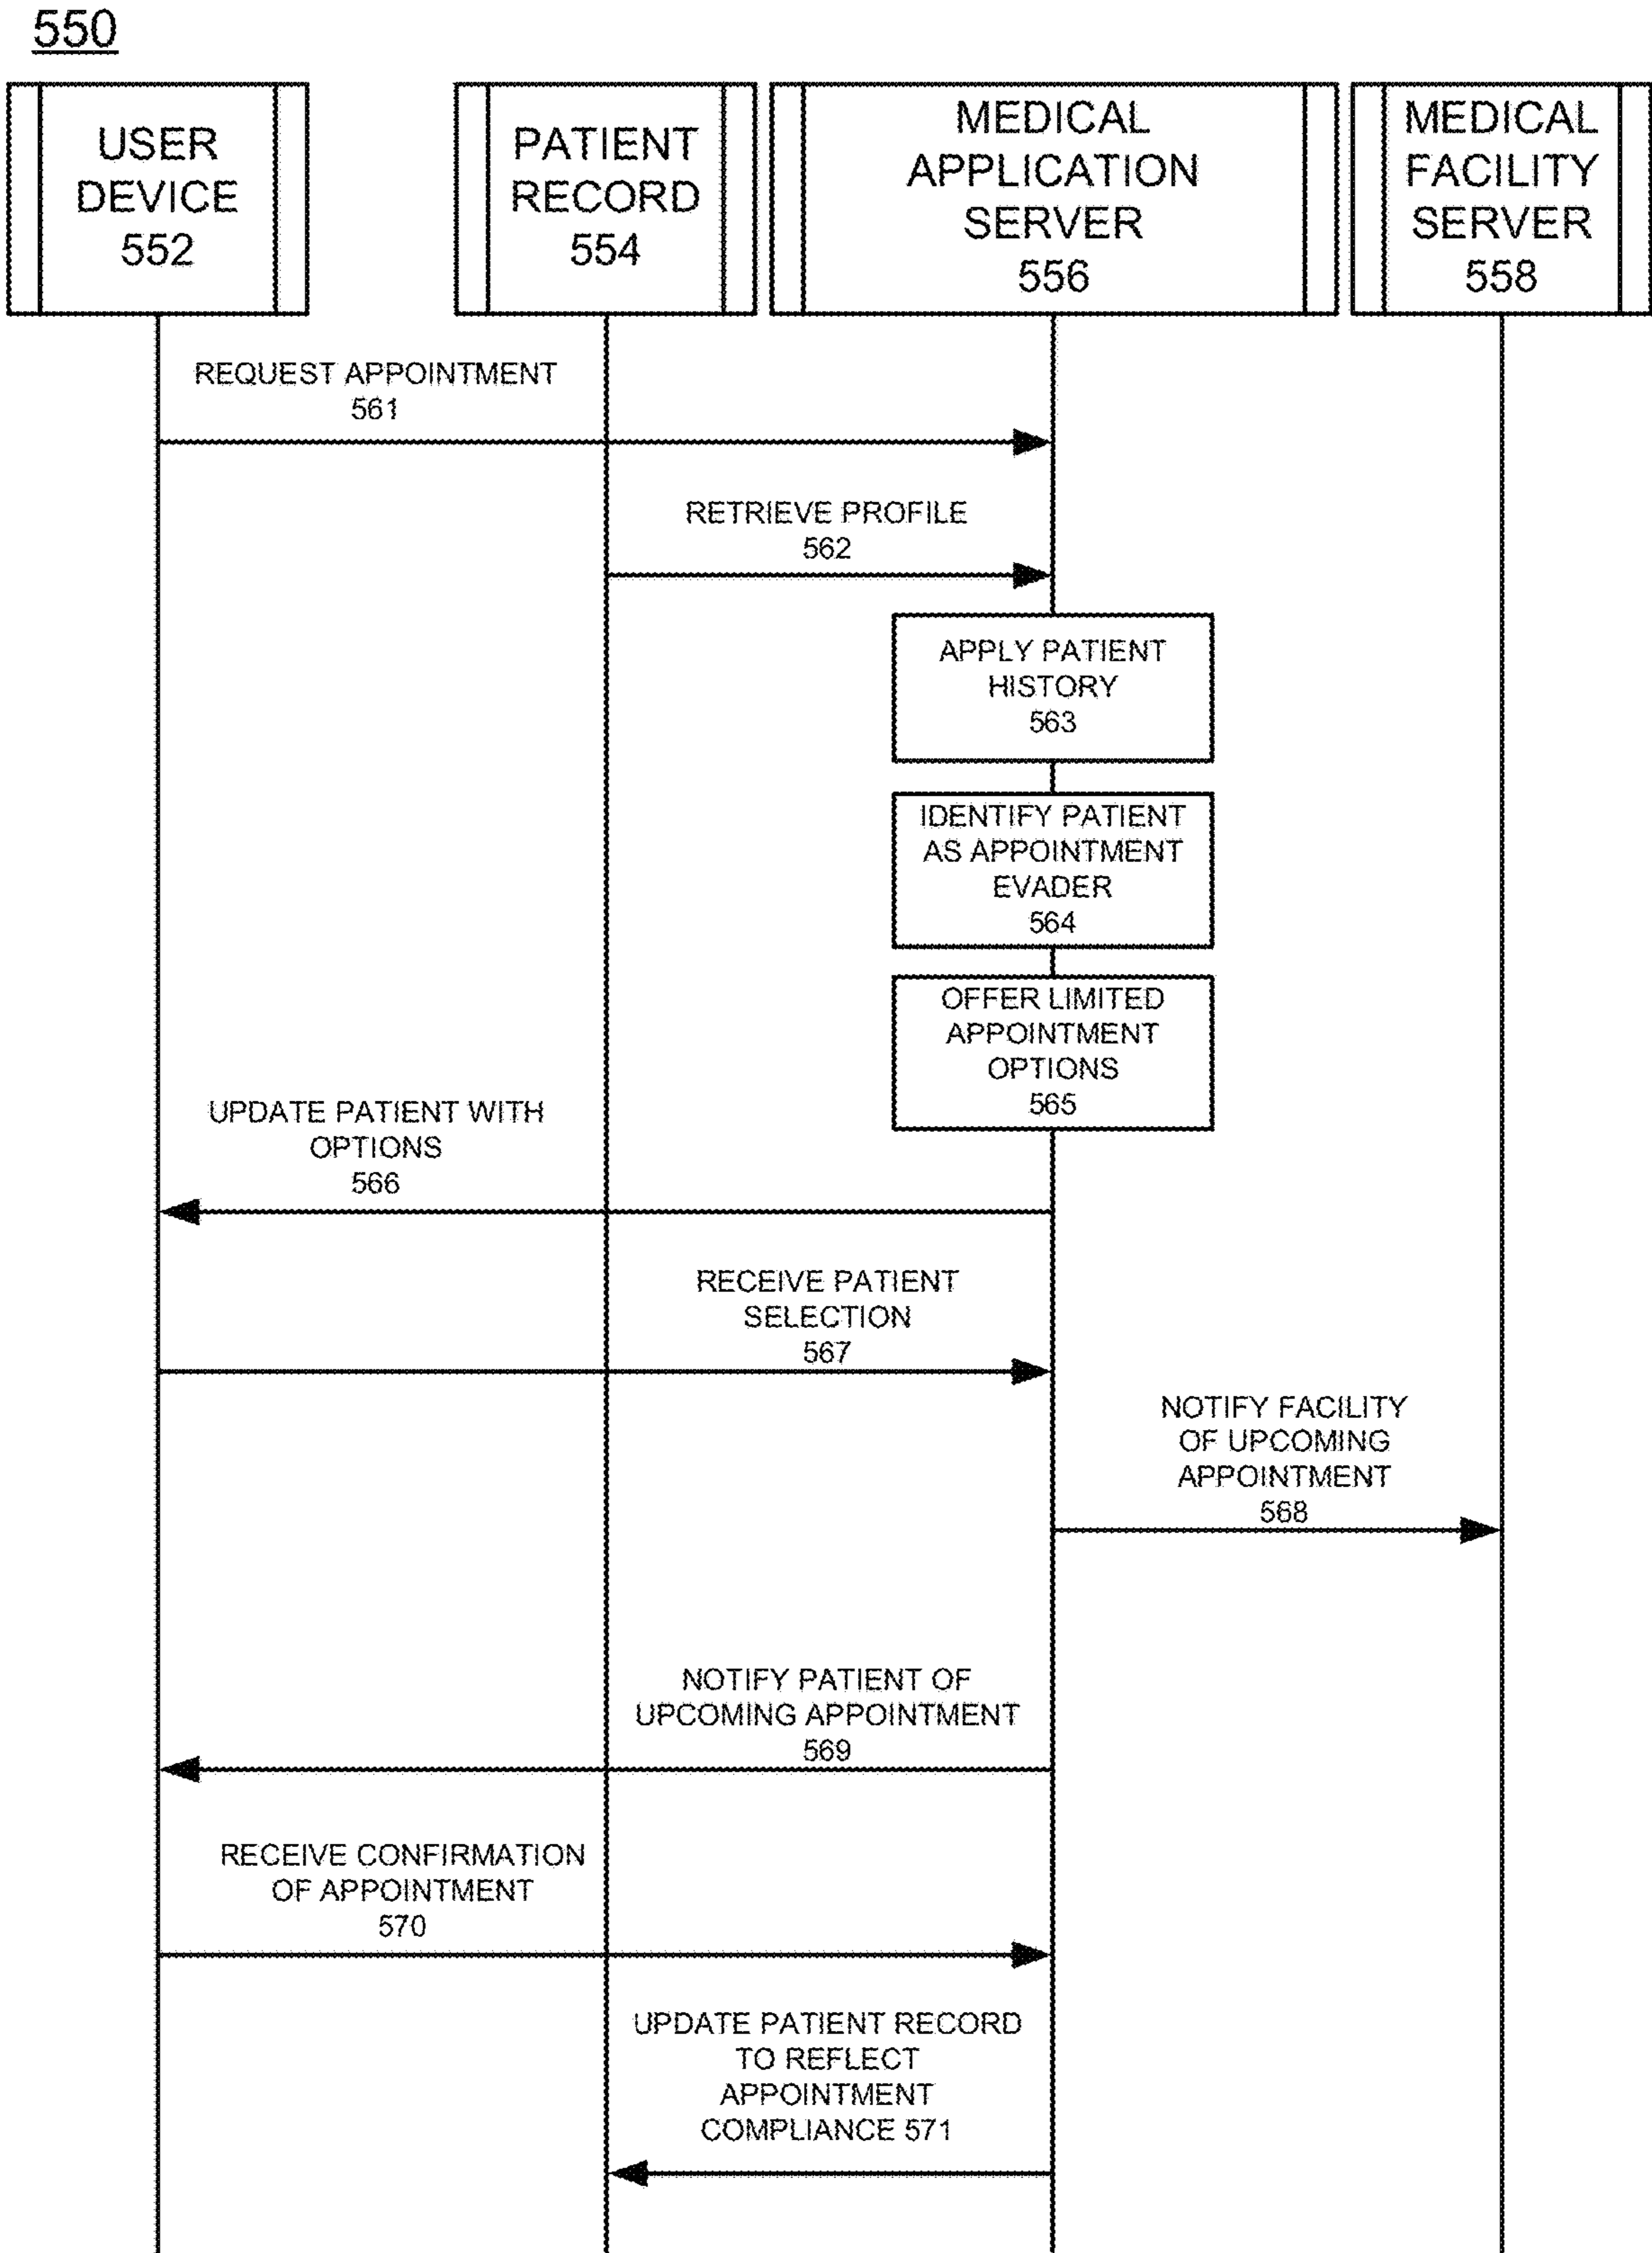 550
USER
DEVICE
552
PATIENT
RECORD
554
MEDICAL
APPLICATION
SERVER
556
MEDICAL
FACILITY
SERVER
558
REQUEST APPOINTMENT
561
RETRIEVE PROFILE
562
APPLY PATIENT
HISTORY
563
IDENTIFY PATIENT
AS APPOINTMENT
EVADER
564
OFFER LIMITED
APPOINTMENT
OPTIONS
565
UPDATE PATIENT WITH
OPTIONS
566
RECEIVE PATIENT
SELECTION
567
NOTIFY FACILITY
OF UPCOMING
APPOINTMENT
568
NOTIFY PATIENT OF
UPCOMING APPOINTMENT
569
RECEIVE CONFIRMATION
OF APPOINTMENT
570
UPDATE PATIENT RECORD
TO REFLECT
APPOINTMENT
COMPLIANCE 571